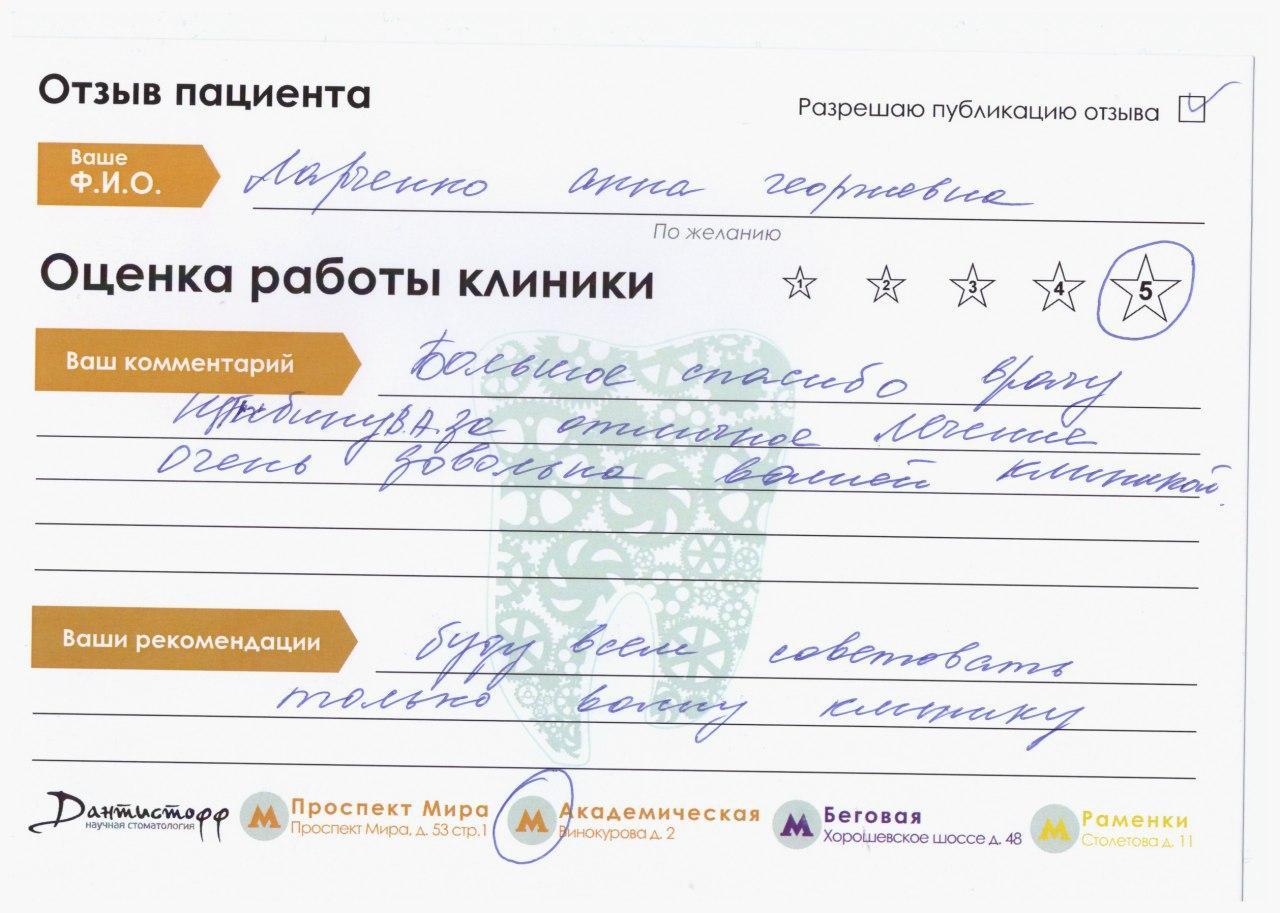 Отзыв пациента
Разрешаю публикацию отзыва
Ваше
Ф.И.О.
анна георгиевна
По желанию
Оценка работы клиники
1 2 3 4 5
Ваш комментарий
Большое спасибо врачу
В.А. за отличное лечение
Очень довольна вашей клиникой.
Ваши рекомендации
буду всем советовать
только вашу клинику
Дантистофф
научная стоматология
Проспект Мира
Проспект Мира, д. 53 стр.1
Академическая
Винокурова д. 2
Беговая
Хорошевское шоссе д. 48
Раменки
Столетова д. 11